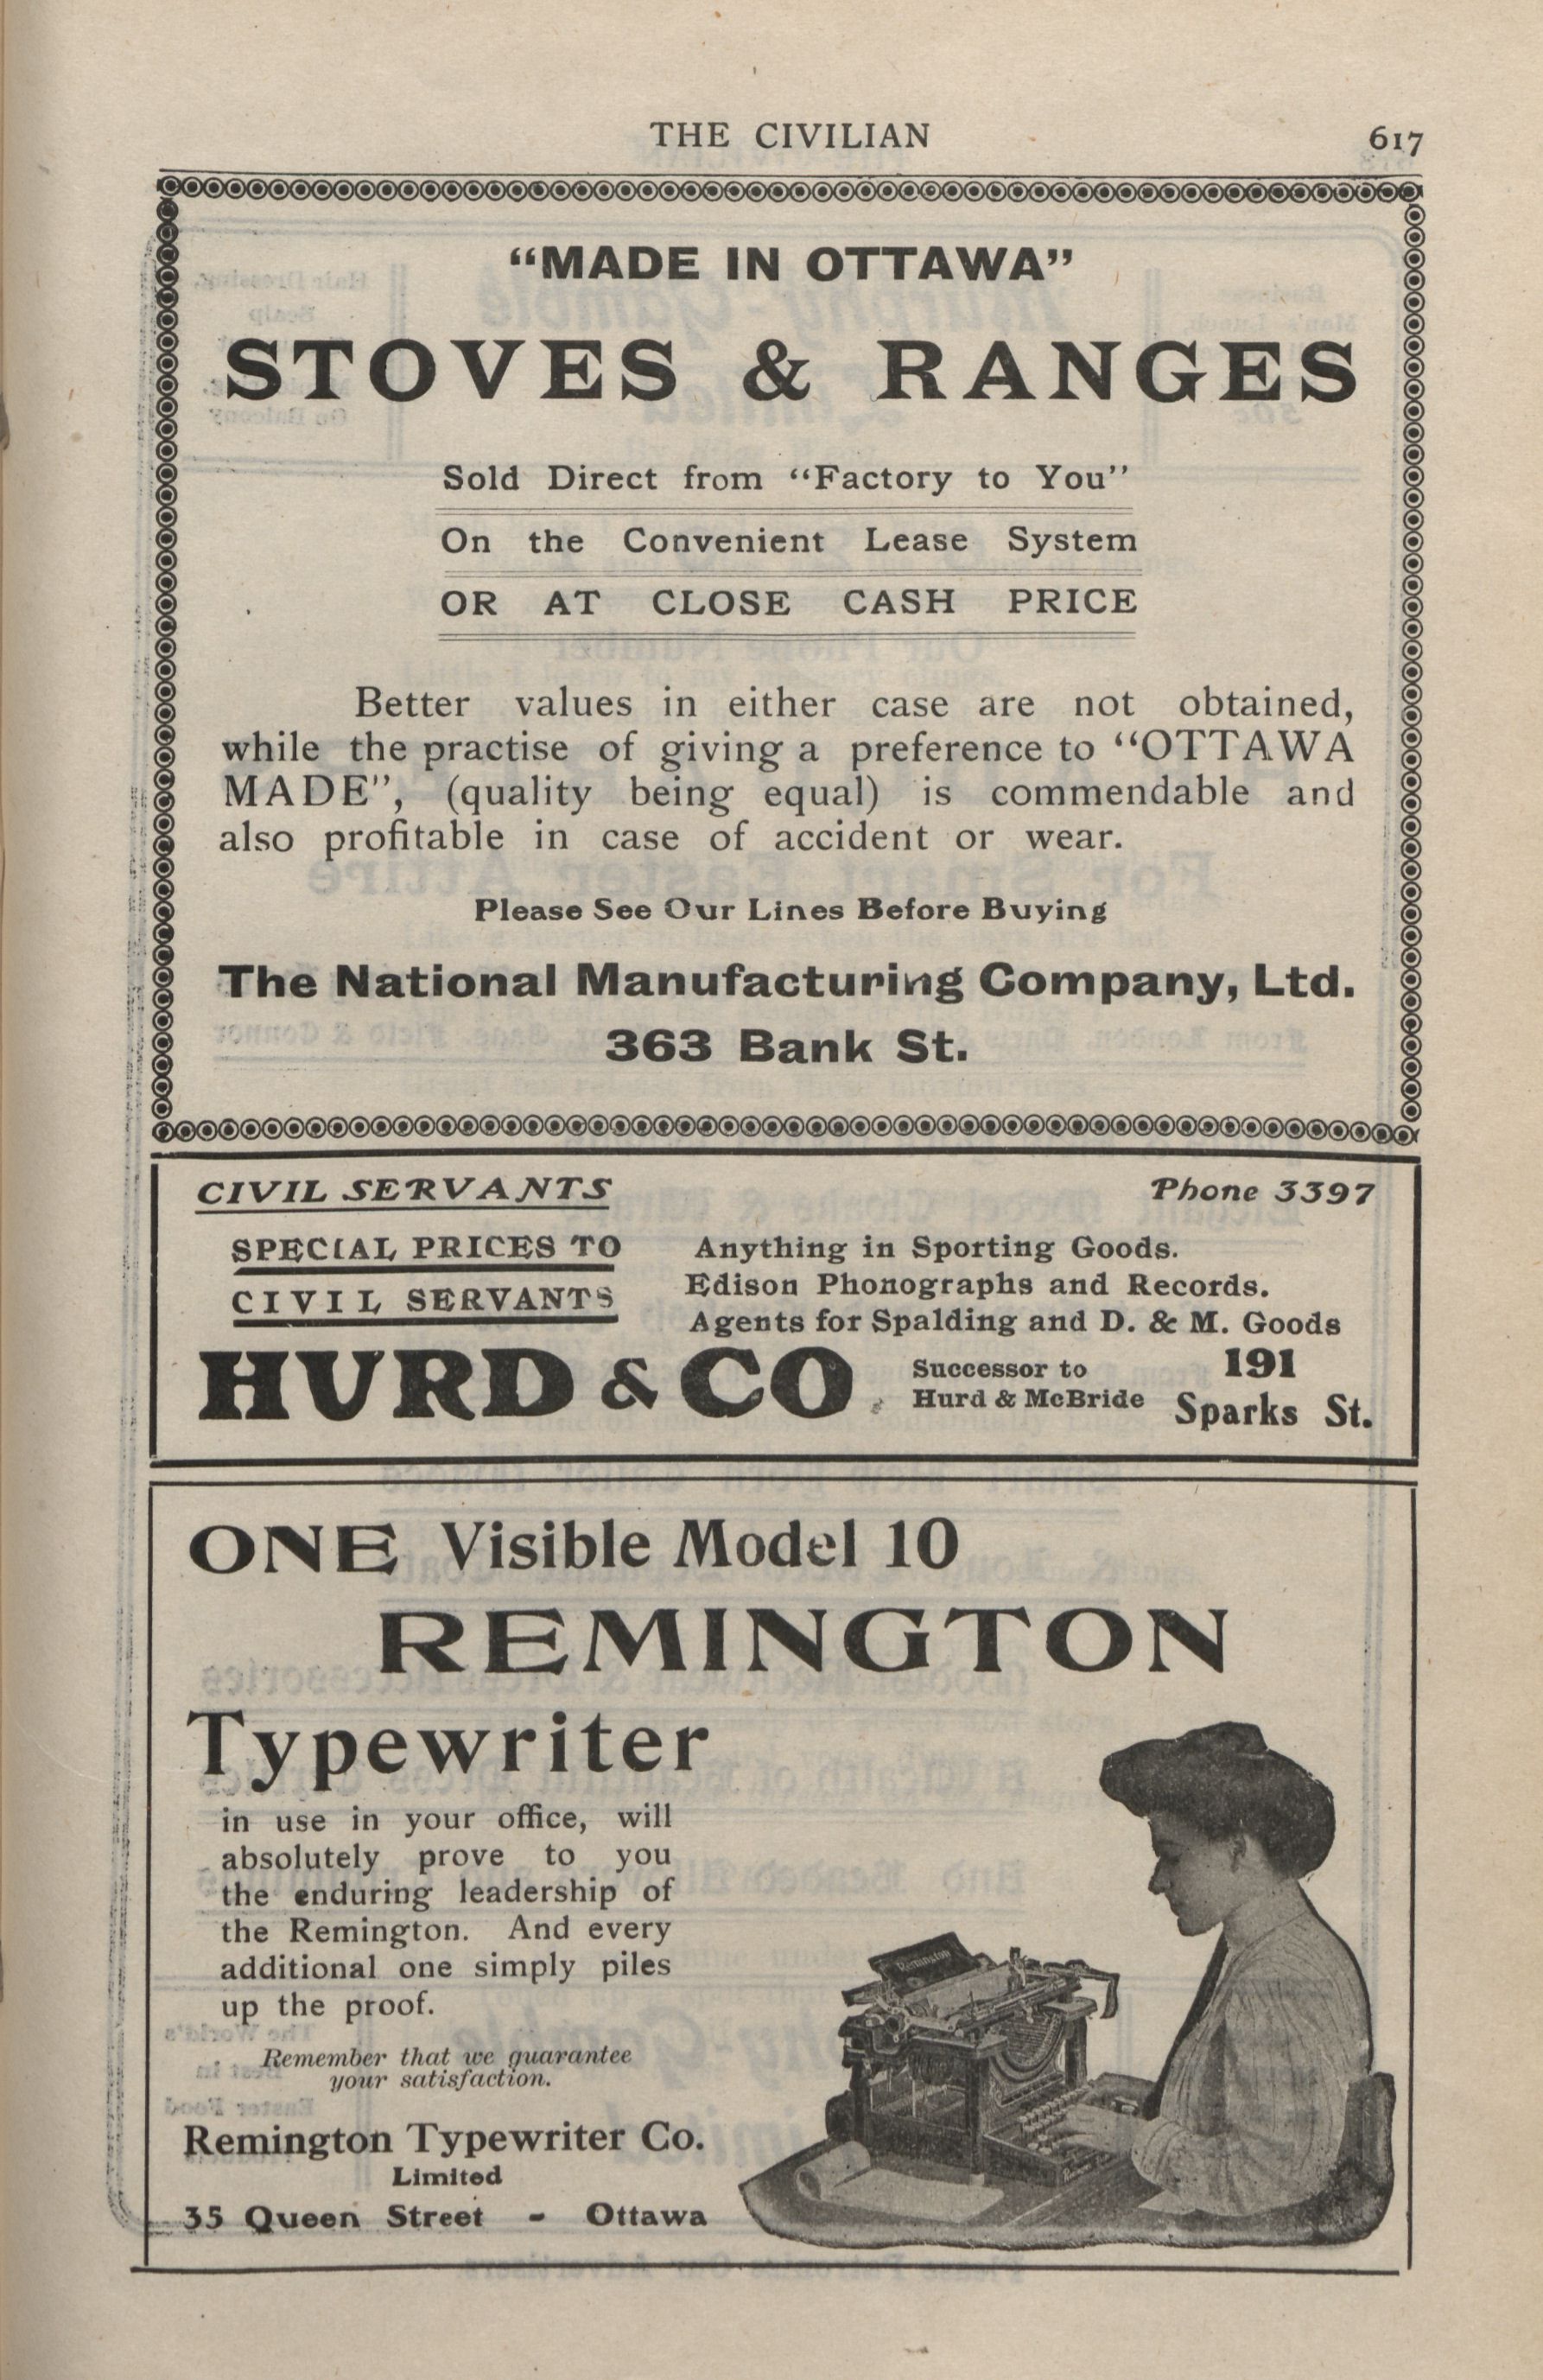 THE CIVILIAN 617
“MADE IN OTTAWA”
STOVES & RANGES
Sold Direct from “Factory to You”
On the Convenient Lease System
OR AT CLOSE CASH PRICE
Better values in either case are not obtained,
while the practise of giving a preference to “OTTAWA
MADE”, (quality being equal) is commendable and
also profitable in case of accident or wear.
Please See Our Lines Before Buying
The National Manufacturing Company, Ltd.
363 Bank St.
CIVIL SERVANTS Phone 3397
SPECIAL PRICES TO
CIVIL SERVANTS
Anything in Sporting Goods.
Edison Phonographs and Records.
Agents for Spalding and D. & M. Goods
HURD & CO.
Successor to
Hurd & McBride
191
Sparks St.
ONE Visible Model 10
REMINGTON
Typewriter
in use in your office, will
absolutely prove to you
the enduring leadership of
the Remington. And every
additional one simply piles
up the proof.
Remember that we guarantee
your satisfaction.
Remington Typewriter Co.
Limited
35 Queen Street - Ottawa
Remington